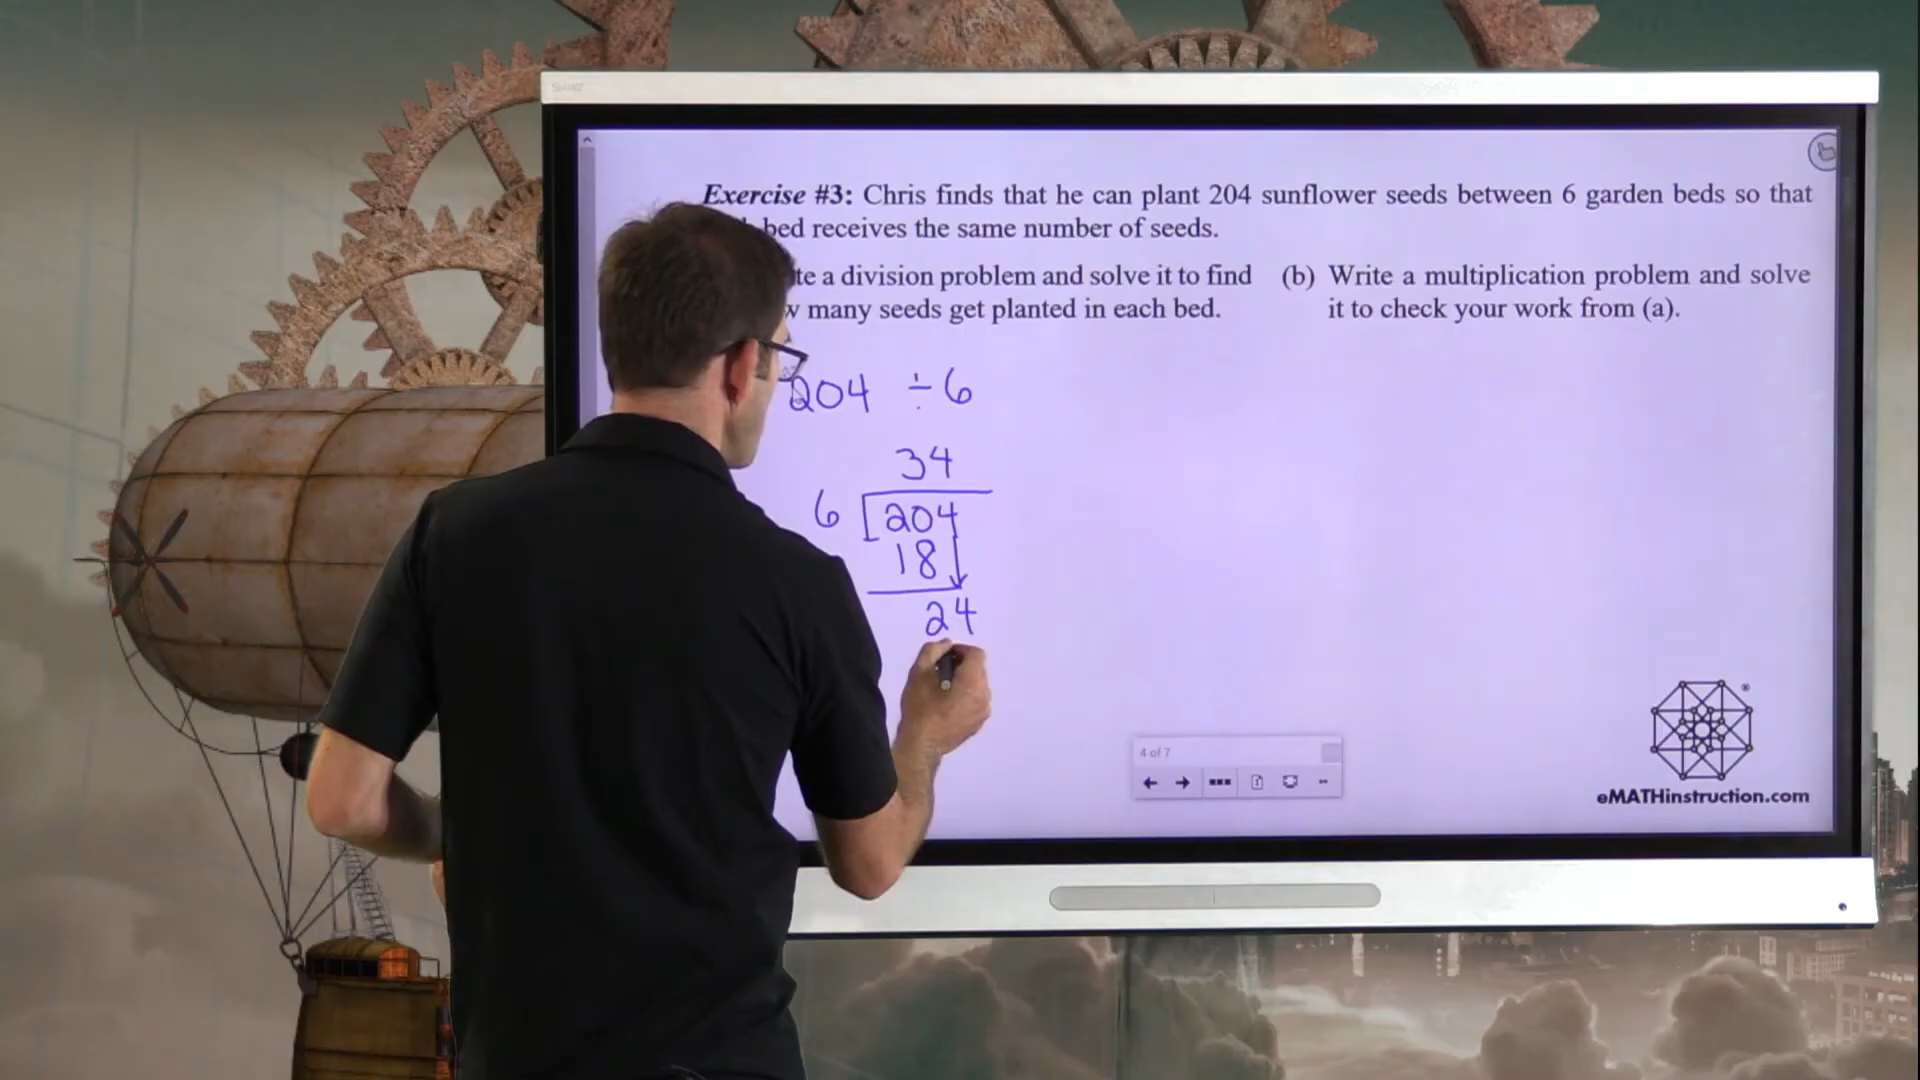 SMART
Exercise #3: Chris finds that he can plant 204 sunflower seeds between 6 garden beds so that
bed receives the same number of seeds.
te a division problem and solve it to find
w many seeds get planted in each bed.
(b) Write a multiplication problem and solve
it to check your work from (a).
204 ÷ 6
34
6 204
18
24
4 of 7
eMATHinstruction.com